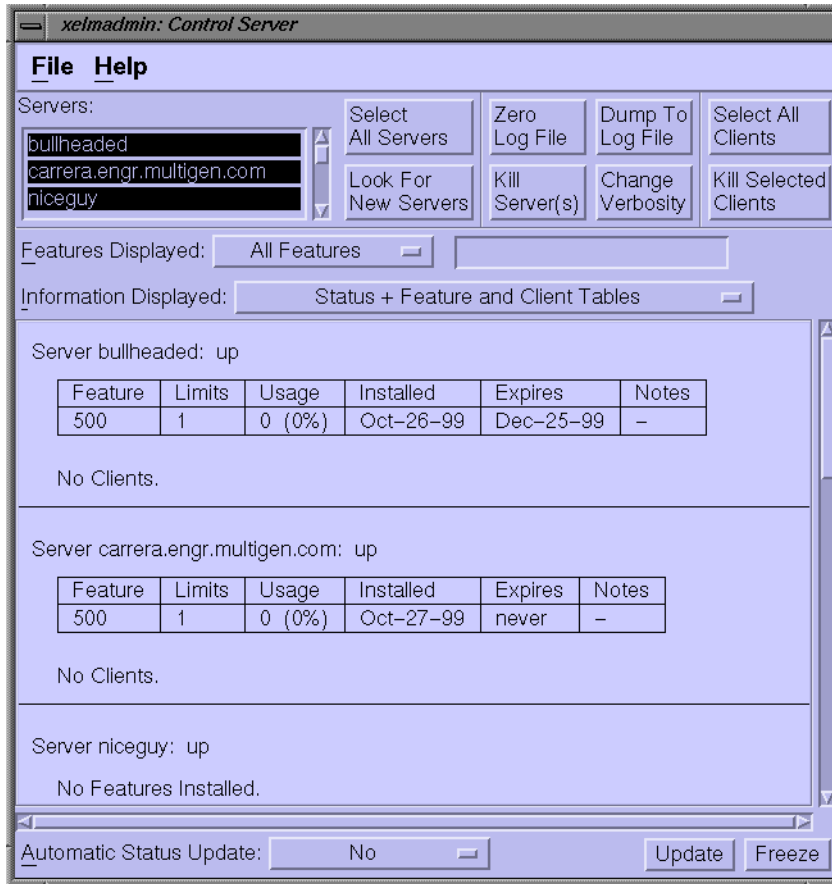 xelmadmin: Control Server
File Help
Servers:
bullheaded
carrera.engr.multigen.com
niceguy
Select
All Servers
Zero
Log File
Dump To
Log File
Select All
Clients
Look For
New Servers
Kill
Server(s)
Change
Verbosity
Kill Selected
Clients
Features Displayed: All Features
Information Displayed: Status + Feature and Client Tables
Server bullheaded: up
Feature Limits Usage Installed Expires Notes
500 1 0 (0%) Oct-26-99 Dec-25-99 -
No Clients.
Server carrera.engr.multigen.com: up
Feature Limits Usage Installed Expires Notes
500 1 0 (0%) Oct-27-99 never -
No Clients.
Server niceguy: up
No Features Installed.
Automatic Status Update: No Update Freeze